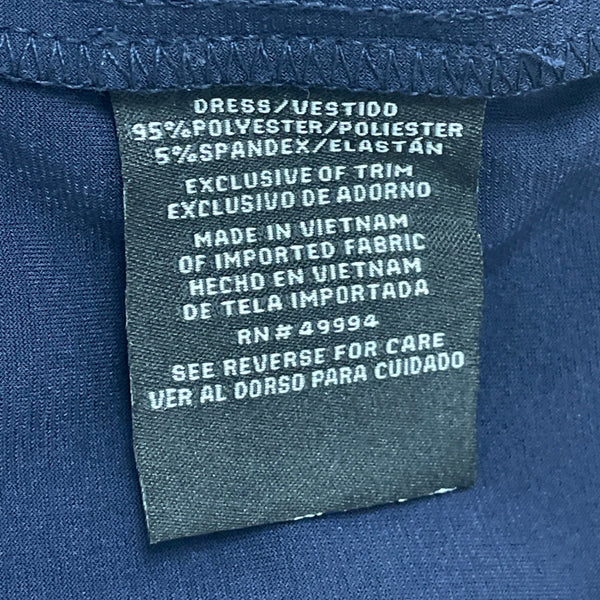 DRESS/VESTIDO
95%POLYESTER/POLIESTER
5%SPANDEX/ELASTÁN
EXCLUSIVE OF TRIM
EXCLUSIVO DE ADORNO
MADE IN VIETNAM
OF IMPORTED FABRIC
HECHO EN VIETNAM
DE TELA IMPORTADA
RN# 49994
SEE REVERSE FOR CARE
VER AL DORSO PARA CUIDADO